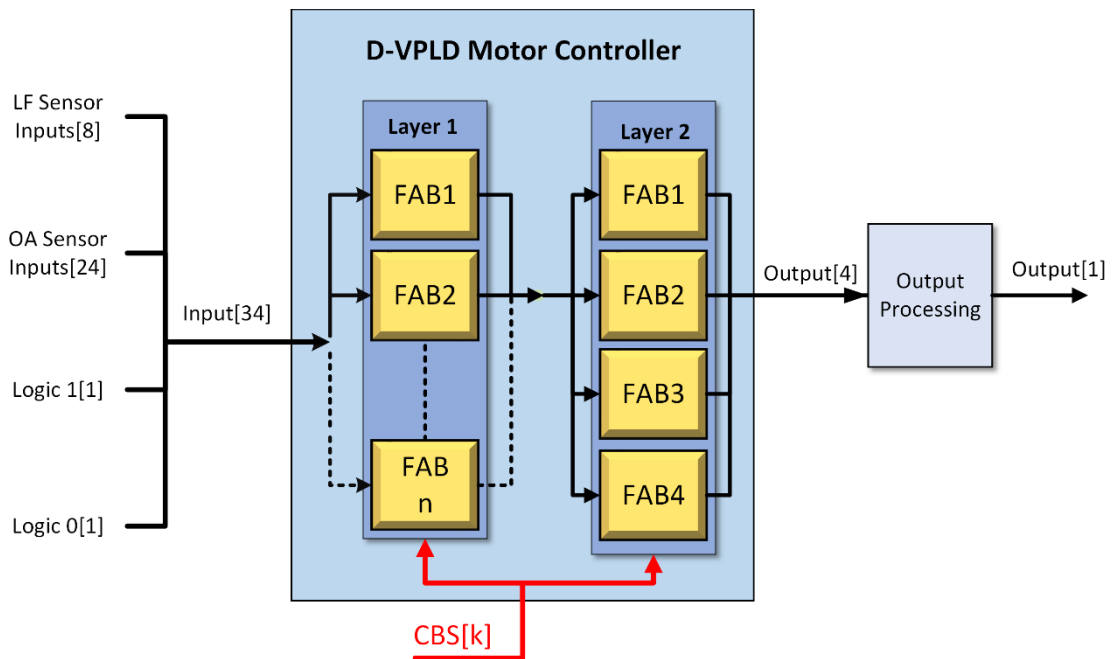 D-VPLD Motor Controller
LF Sensor
Inputs[8]
OA Sensor
Inputs[24]
Logic 1[1]
Logic 0[1]
Input[34]
Layer 1
FAB1
FAB2
FAB
n
Layer 2
FAB1
FAB2
FAB3
FAB4
Output[4]
Output
Processing
Output[1]
CBS[k]